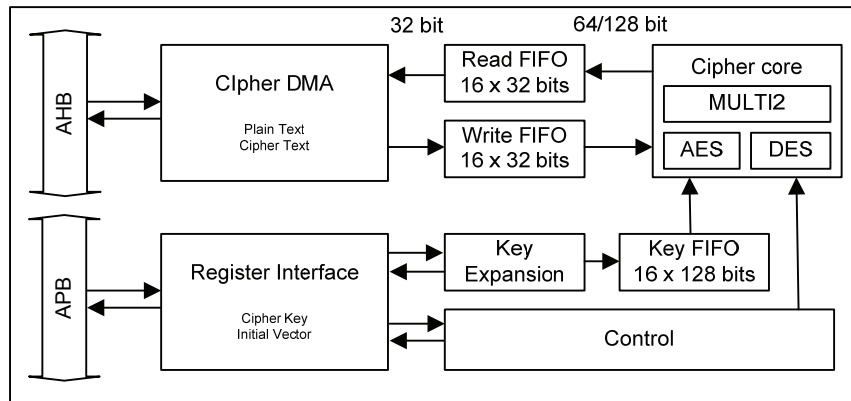 32 bit
64/128 bit
AHB
CIpher DMA
Plain Text
Cipher Text
Read FIFO
16 x 32 bits
Write FIFO
16 x 32 bits
Cipher core
MULTI2
AES
DES
APB
Register Interface
Cipher Key
Initial Vector
Key
Expansion
Key FIFO
16 x 128 bits
Control